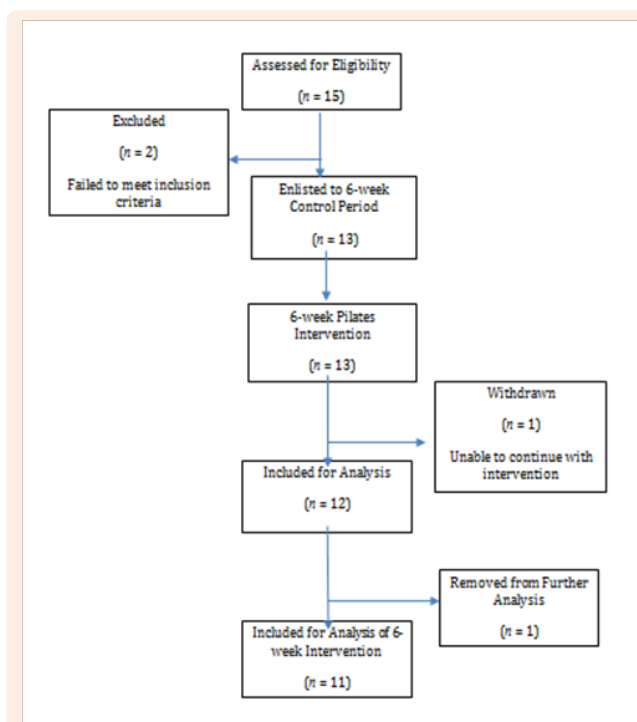 Assessed for Eligibility
(n = 15)
Excluded
(n = 2)
Failed to meet inclusion
criteria
Enlisted to 6-week
Control Period
(n = 13)
6-week Pilates
Intervention
(n = 13)
Withdrawn
(n = 1)
Unable to continue with
intervention
Included for Analysis
(n = 12)
Removed from Further
Analysis
(n = 1)
Included for Analysis of 6-
week Intervention
(n = 11)